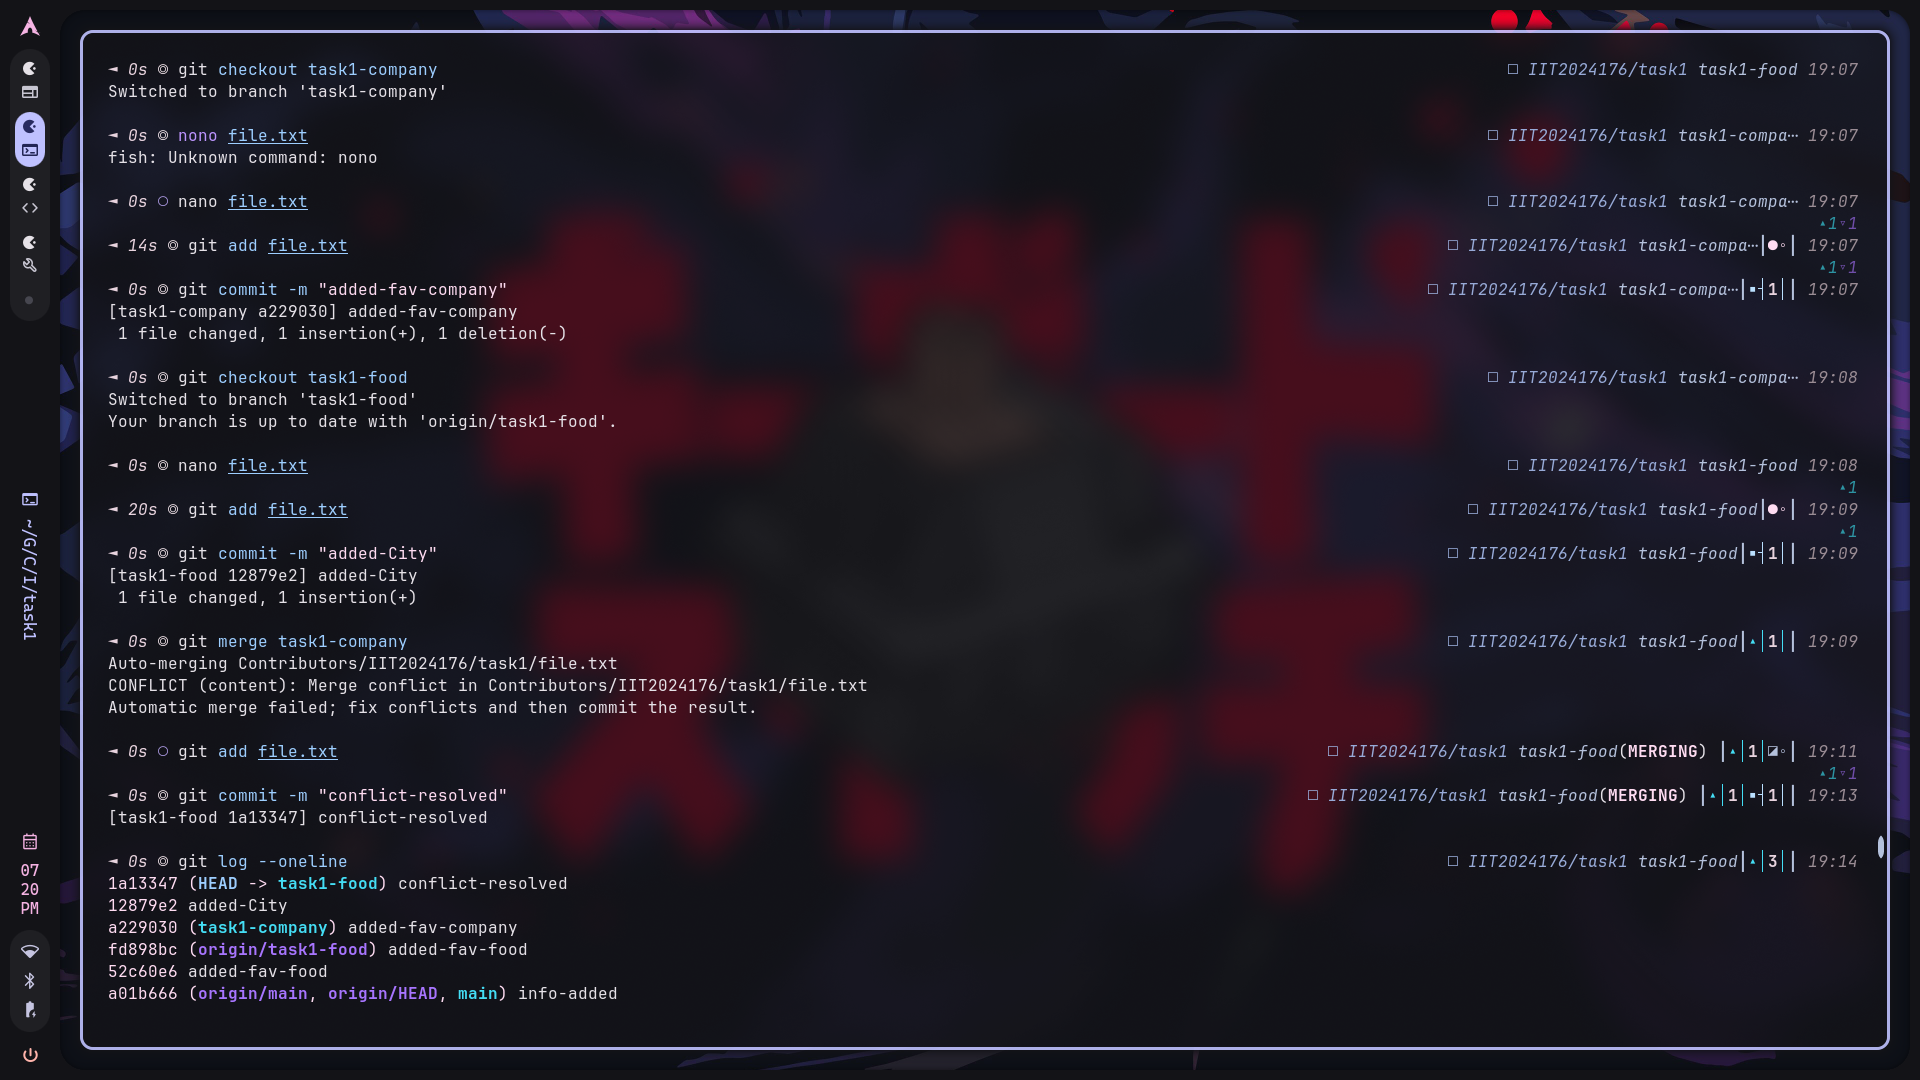 ◄ 0s ◎ git checkout task1-company □ IIT2024176/task1 task1-food 19:07
Switched to branch 'task1-company'
◄ 0s ◎ nono file.txt □ IIT2024176/task1 task1-compa… 19:07
fish: Unknown command: nono
◄ 0s ○ nano file.txt □ IIT2024176/task1 task1-compa… 19:07
▴1▿1
◄ 14s ◎ git add file.txt □ IIT2024176/task1 task1-compa…│●◦│ 19:07
▴1▿1
◄ 0s ◎ git commit -m "added-fav-company" □ IIT2024176/task1 task1-compa…│▪┤1││ 19:07
[task1-company a229030] added-fav-company
1 file changed, 1 insertion(+), 1 deletion(-)
◄ 0s ◎ git checkout task1-food □ IIT2024176/task1 task1-compa… 19:08
Switched to branch 'task1-food'
Your branch is up to date with 'origin/task1-food'.
◄ 0s ◎ nano file.txt □ IIT2024176/task1 task1-food 19:08
▴1
◄ 20s ◎ git add file.txt □ IIT2024176/task1 task1-food│●◦│ 19:09
▴1
◄ 0s ◎ git commit -m "added-City" □ IIT2024176/task1 task1-food│▪┤1││ 19:09
[task1-food 12879e2] added-City
1 file changed, 1 insertion(+)
◄ 0s ◎ git merge task1-company □ IIT2024176/task1 task1-food│▴│1││ 19:09
Auto-merging Contributors/IIT2024176/task1/file.txt
CONFLICT (content): Merge conflict in Contributors/IIT2024176/task1/file.txt
Automatic merge failed; fix conflicts and then commit the result.
◄ 0s ○ git add file.txt □ IIT2024176/task1 task1-food(MERGING) │▴│1│◪◦│ 19:11
▴1▿1
◄ 0s ◎ git commit -m "conflict-resolved" □ IIT2024176/task1 task1-food(MERGING) │▴│1│▪┤1││ 19:13
[task1-food 1a13347] conflict-resolved
◄ 0s ◎ git log --oneline □ IIT2024176/task1 task1-food│▴│3││ 19:14
1a13347 (HEAD -> task1-food) conflict-resolved
12879e2 added-City
a229030 (task1-company) added-fav-company
fd898bc (origin/task1-food) added-fav-food
52c60e6 added-fav-food
a01b666 (origin/main, origin/HEAD, main) info-added
~/G/C/I/task1
07
20
PM